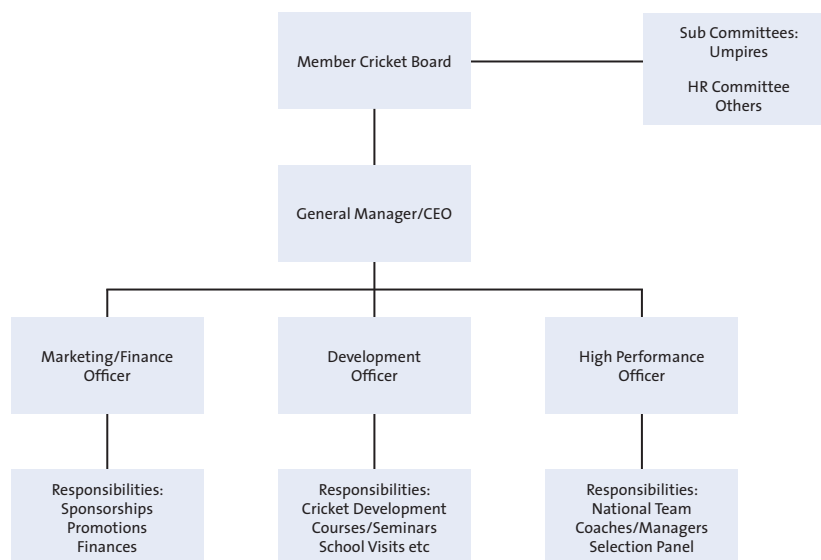 Member Cricket Board
Sub Committees:
Umpires
HR Committee
Others
General Manager/CEO
Marketing/Finance
Officer
Development
Officer
High Performance
Officer
Responsibilities:
Sponsorships
Promotions
Finances
Responsibilities:
Cricket Development
Courses/Seminars
School Visits etc
Responsibilities:
National Team
Coaches/Managers
Selection Panel